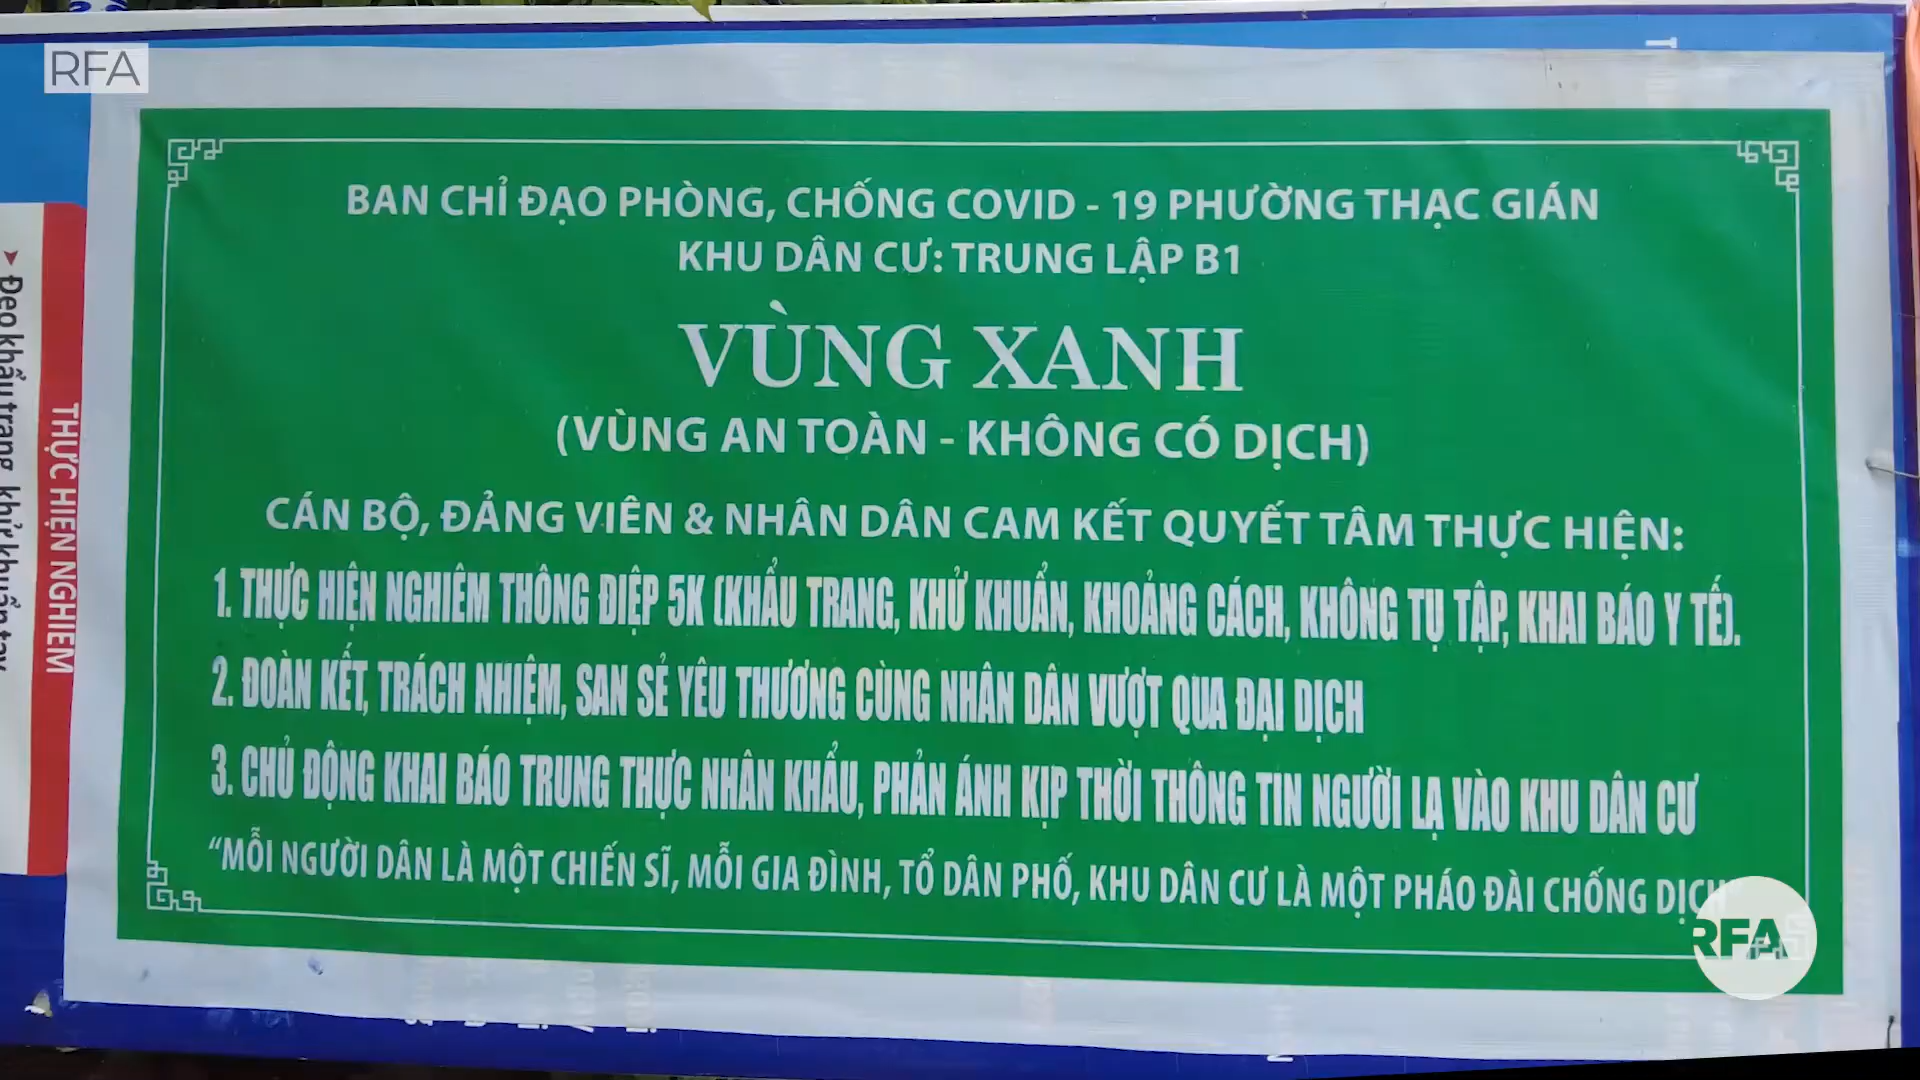 RFA
BAN CHỈ ĐẠO PHÒNG, CHỐNG COVID - 19 PHƯỜNG THẠC GIÁN
KHU DÂN CƯ: TRUNG LẬP B1
VÙNG XANH
(VÙNG AN TOÀN - KHÔNG CÓ DỊCH)
CÁN BỘ, ĐẢNG VIÊN & NHÂN DÂN CAM KẾT QUYẾT TÂM THỰC HIỆN:
1. THỰC HIỆN NGHIÊM THÔNG ĐIỆP 5K (KHẨU TRANG, KHỬ KHUẨN, KHOẢNG CÁCH, KHÔNG TỤ TẬP, KHAI BÁO Y TẾ).
2. ĐOÀN KẾT, TRÁCH NHIỆM, SAN SẺ YÊU THƯƠNG CÙNG NHÂN DÂN VƯỢT QUA ĐẠI DỊCH
3. CHỦ ĐỘNG KHAI BÁO TRUNG THỰC NHÂN KHẨU, PHẢN ÁNH KỊP THỜI THÔNG TIN NGƯỜI LẠ VÀO KHU DÂN CƯ
“MỖI NGƯỜI DÂN LÀ MỘT CHIẾN SĨ, MỖI GIA ĐÌNH, TỔ DÂN PHỐ, KHU DÂN CƯ LÀ MỘT PHÁO ĐÀI CHỐNG DỊCH”
RFA
THỰC HIỆN NGHIÊM
Đeo khẩu trang, khử khuẩn tay